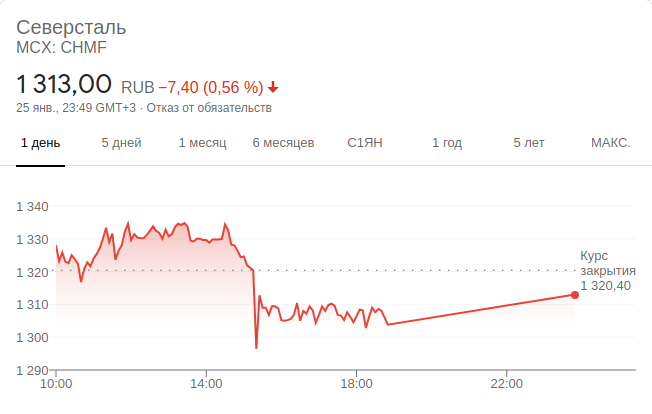 Северсталь
MCX: CHMF
1 313,00 RUB −7,40 (0,56 %)
25 янв., 23:49 GMT+3 · Отказ от обязательств
1 день 5 дней 1 месяц 6 месяцев С1ЯН 1 год 5 лет МАКС.
1 340
1 330
1 320
1 310
1 300
1 290
Курс
закрытия
1 320,40
10:00 14:00 18:00 22:00